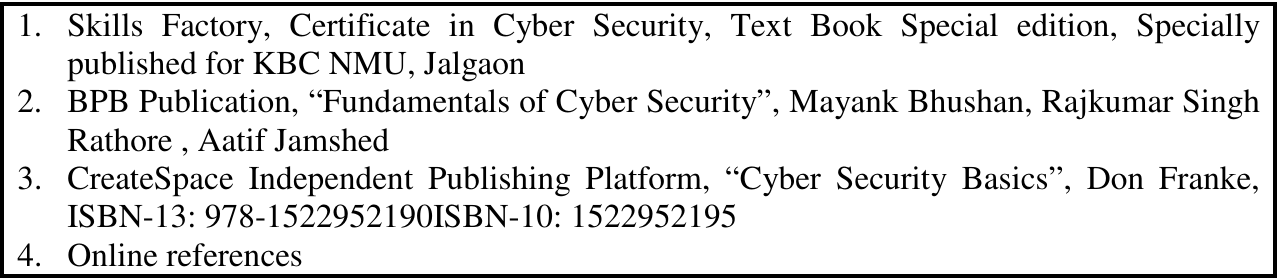 1. Skills Factory, Certificate in Cyber Security, Text Book Special edition, Specially
published for KBC NMU, Jalgaon
2. BPB Publication, “Fundamentals of Cyber Security”, Mayank Bhushan, Rajkumar Singh
Rathore , Aatif Jamshed
3. CreateSpace Independent Publishing Platform, “Cyber Security Basics”, Don Franke,
ISBN-13: 978-1522952190ISBN-10: 1522952195
4. Online references